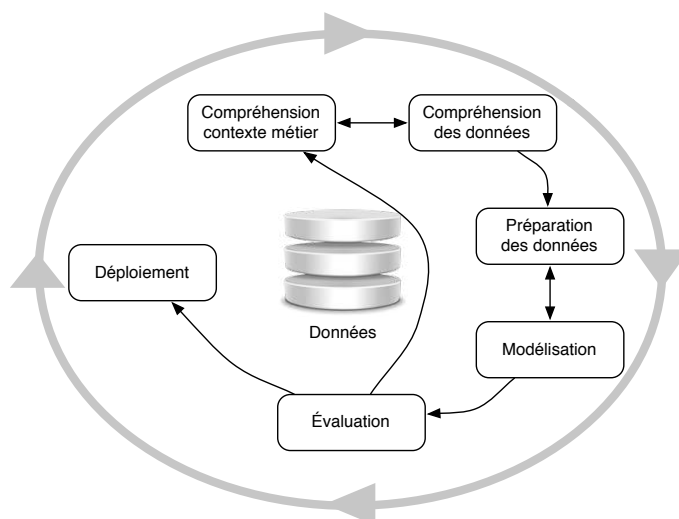 Compréhension
contexte métier
Compréhension
des données
Préparation
des données
Déploiement
Données
Modélisation
Évaluation